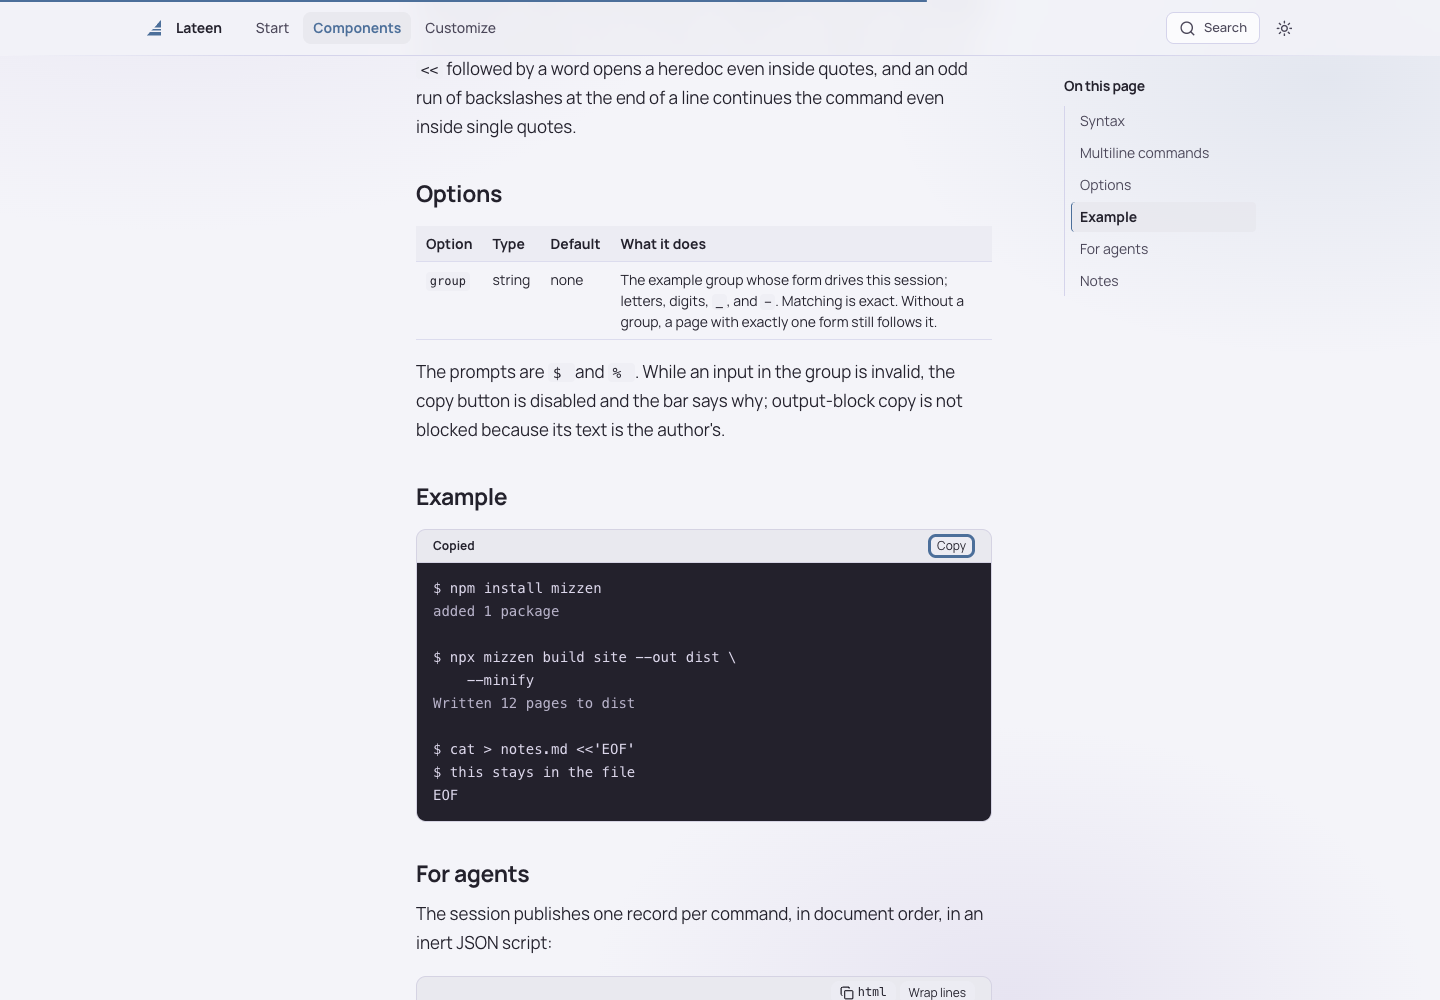 Lateen Start Components Customize Search
<< followed by a word opens a heredoc even inside quotes, and an odd
run of backslashes at the end of a line continues the command even
inside single quotes.
Options
Option Type Default What it does
group string none The example group whose form drives this session;
letters, digits, _, and -. Matching is exact. Without a
group, a page with exactly one form still follows it.
The prompts are $ and % . While an input in the group is invalid, the
copy button is disabled and the bar says why; output-block copy is not
blocked because its text is the author's.
Example
Copied Copy
$ npm install mizzen
added 1 package
$ npx mizzen build site --out dist \
--minify
Written 12 pages to dist
$ cat > notes.md <<'EOF'
$ this stays in the file
EOF
For agents
The session publishes one record per command, in document order, in an
inert JSON script:
html Wrap lines
On this page
Syntax
Multiline commands
Options
Example
For agents
Notes